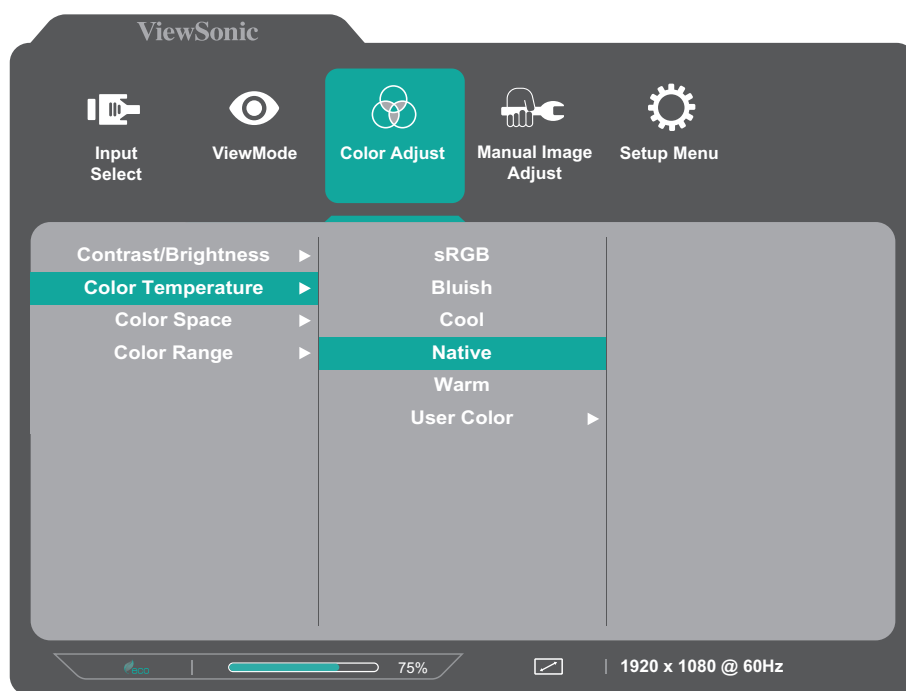 ViewSonic
Input
Select
ViewMode
Color Adjust
Manual Image
Adjust
Setup Menu
Contrast/Brightness
Color Temperature
Color Space
Color Range
sRGB
Bluish
Cool
Native
Warm
User Color
eco
75%
1920 x 1080 @ 60Hz